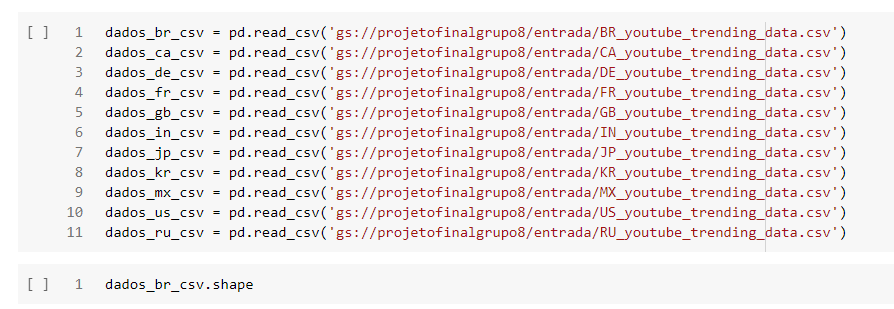 [ ] 1 dados_br_csv = pd.read_csv('gs://projetofinalgrupo8/entrada/BR_youtube_trending_data.csv')
2 dados_ca_csv = pd.read_csv('gs://projetofinalgrupo8/entrada/CA_youtube_trending_data.csv')
3 dados_de_csv = pd.read_csv('gs://projetofinalgrupo8/entrada/DE_youtube_trending_data.csv')
4 dados_fr_csv = pd.read_csv('gs://projetofinalgrupo8/entrada/FR_youtube_trending_data.csv')
5 dados_gb_csv = pd.read_csv('gs://projetofinalgrupo8/entrada/GB_youtube_trending_data.csv')
6 dados_in_csv = pd.read_csv('gs://projetofinalgrupo8/entrada/IN_youtube_trending_data.csv')
7 dados_jp_csv = pd.read_csv('gs://projetofinalgrupo8/entrada/JP_youtube_trending_data.csv')
8 dados_kr_csv = pd.read_csv('gs://projetofinalgrupo8/entrada/KR_youtube_trending_data.csv')
9 dados_mx_csv = pd.read_csv('gs://projetofinalgrupo8/entrada/MX_youtube_trending_data.csv')
10 dados_us_csv = pd.read_csv('gs://projetofinalgrupo8/entrada/US_youtube_trending_data.csv')
11 dados_ru_csv = pd.read_csv('gs://projetofinalgrupo8/entrada/RU_youtube_trending_data.csv')
[ ] 1 dados_br_csv.shape